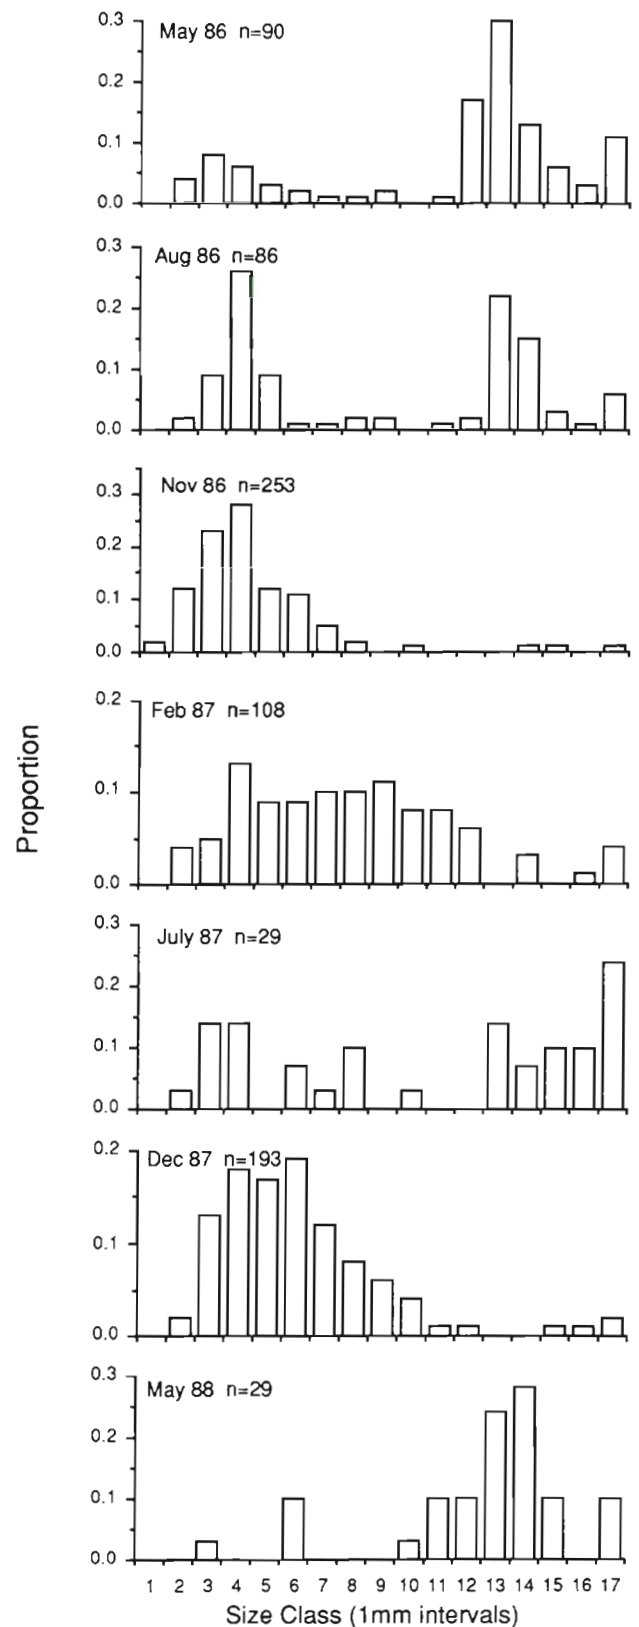 0.3
May 86 n=90
0.2
0.1
0.0
0.3
Aug 86 n=86
0.2
0.1
0.0
Nov 86 n=253
0.3
0.2
0.1
0.0
0.2
Feb 87 n=108
0.1
0.0
Proportion
0.3
July 87 n=29
0.2
0.1
0.0
0.2
Dec 87 n=193
0.1
0.0
0.3
May 88 n=29
0.2
0.1
0.0
1 2 3 4 5 6 7 8 9 10 11 12 13 14 15 16 17
Size Class (1mm intervals)